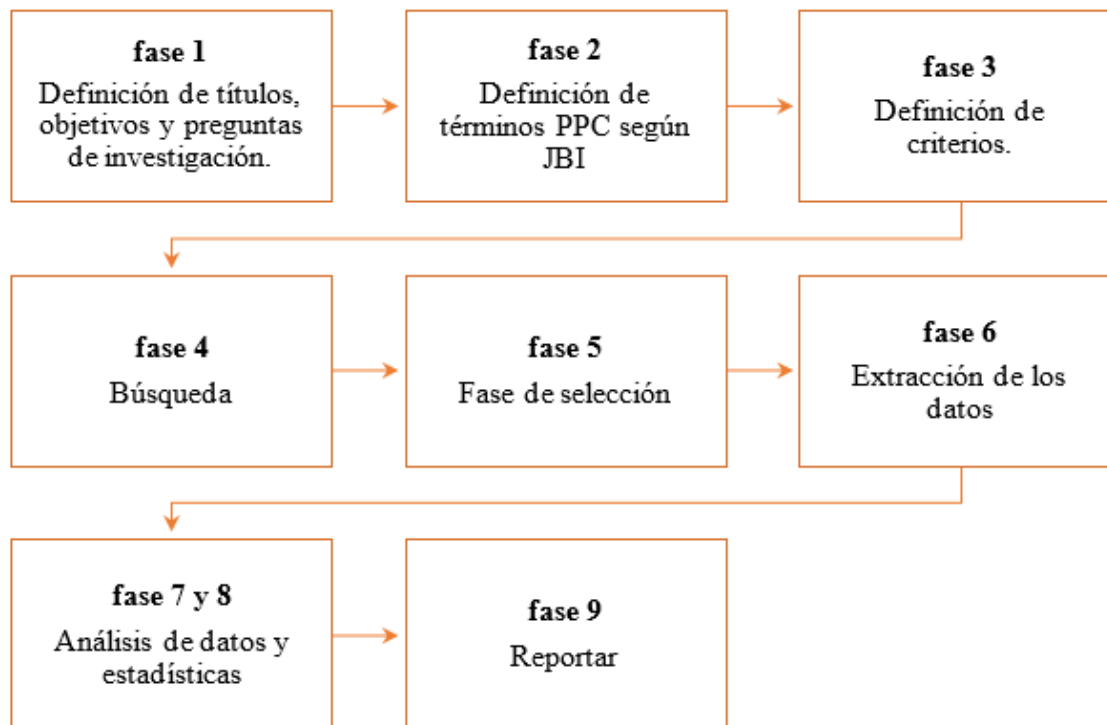 fase 1
Definición de títulos,
objetivos y preguntas
de investigación.
fase 2
Definición de
términos PPC según
JBI
fase 3
Definición de
criterios.
fase 4
Búsqueda
fase 5
Fase de selección
fase 6
Extracción de los
datos
fase 7 y 8
Análisis de datos y
estadísticas
fase 9
Reportar